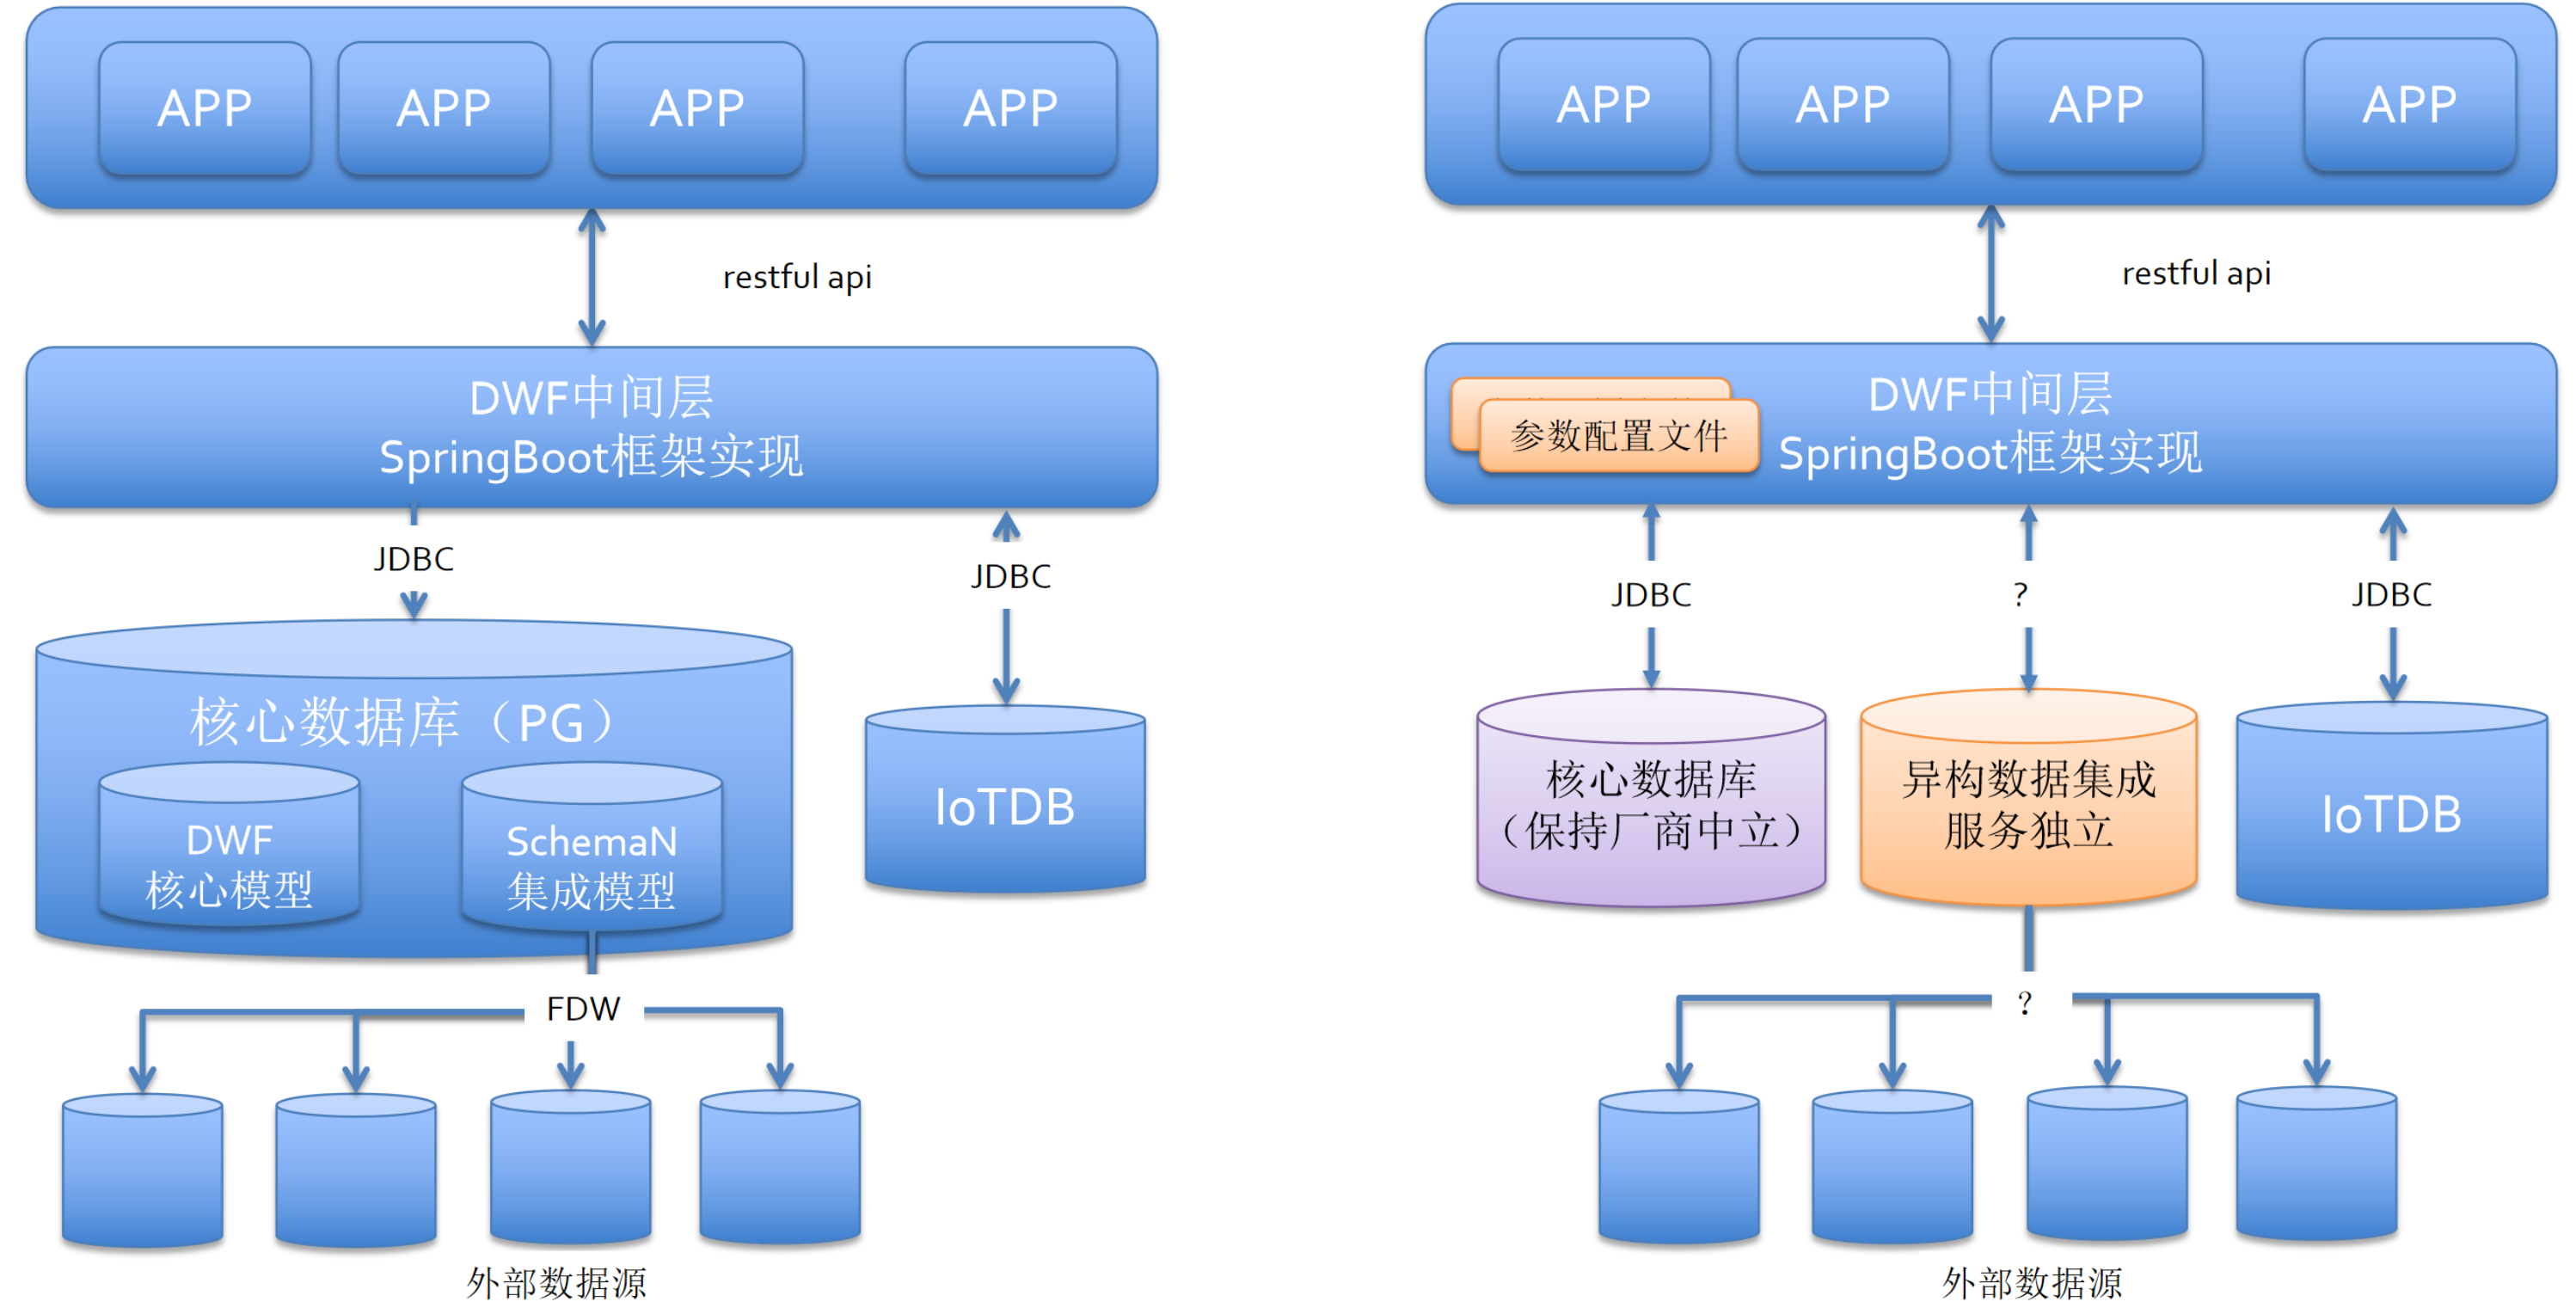 APP
APP
APP
APP
restful api
DWF中间层
SpringBoot框架实现
JDBC
JDBC
核心数据库（PG）
DWF
核心模型
SchemaN
集成模型
IoTDB
FDW
外部数据源
APP
APP
APP
APP
restful api
参数配置文件
DWF中间层
SpringBoot框架实现
JDBC
?
JDBC
核心数据库
（保持厂商中立）
异构数据集成
服务独立
IoTDB
?
外部数据源